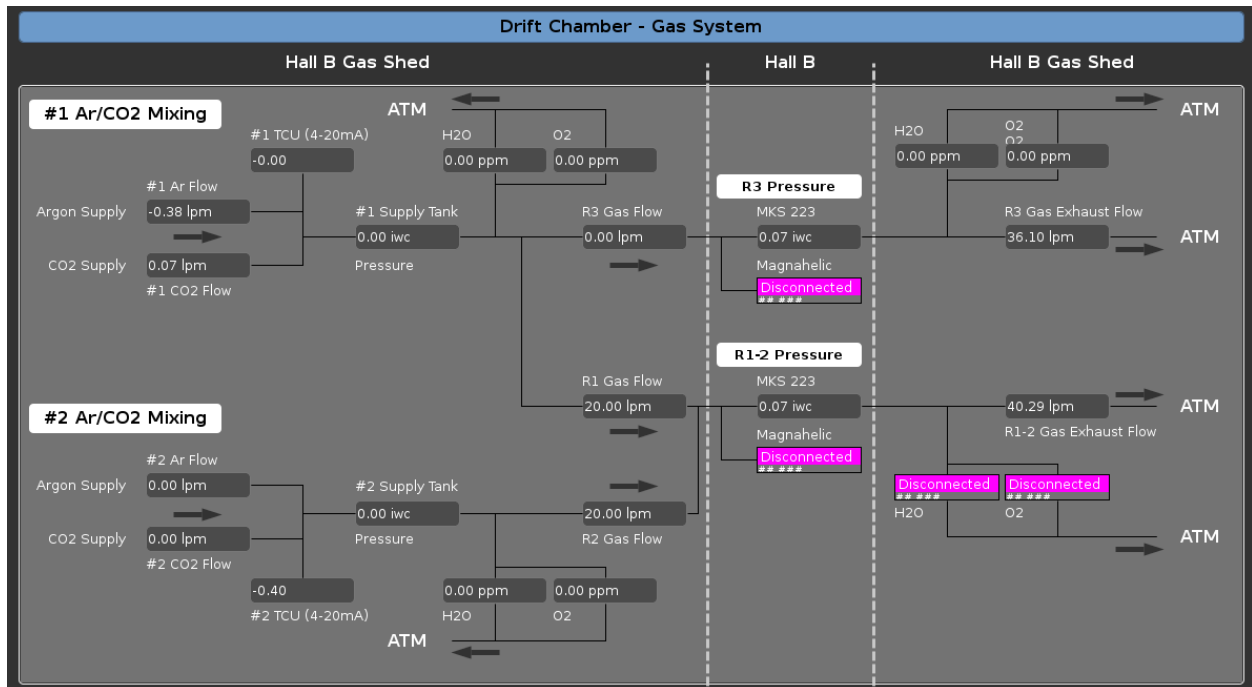 Drift Chamber - Gas System
Hall B Gas Shed
Hall B
Hall B Gas Shed
#1 Ar/CO2 Mixing
ATM
#1 TCU (4-20mA)
-0.00
H2O
0.00 ppm
O2
0.00 ppm
#1 Ar Flow
Argon Supply
-0.38 lpm
CO2 Supply
0.07 lpm
#1 CO2 Flow
#1 Supply Tank
0.00 iwc
Pressure
R3 Gas Flow
0.00 lpm
R3 Pressure
MKS 223
0.07 iwc
Magnahelic
Disconnected
## ###
H2O
0.00 ppm
O2
O2
0.00 ppm
ATM
R3 Gas Exhaust Flow
36.10 lpm
ATM
R1 Gas Flow
20.00 lpm
R1-2 Pressure
MKS 223
0.07 iwc
Magnahelic
Disconnected
## ###
40.29 lpm
ATM
R1-2 Gas Exhaust Flow
#2 Ar/CO2 Mixing
#2 Ar Flow
Argon Supply
0.00 lpm
CO2 Supply
0.00 lpm
#2 CO2 Flow
#2 Supply Tank
0.00 iwc
Pressure
20.00 lpm
R2 Gas Flow
Disconnected
## ###
H2O
Disconnected
## ###
O2
ATM
-0.40
#2 TCU (4-20mA)
0.00 ppm
H2O
0.00 ppm
O2
ATM